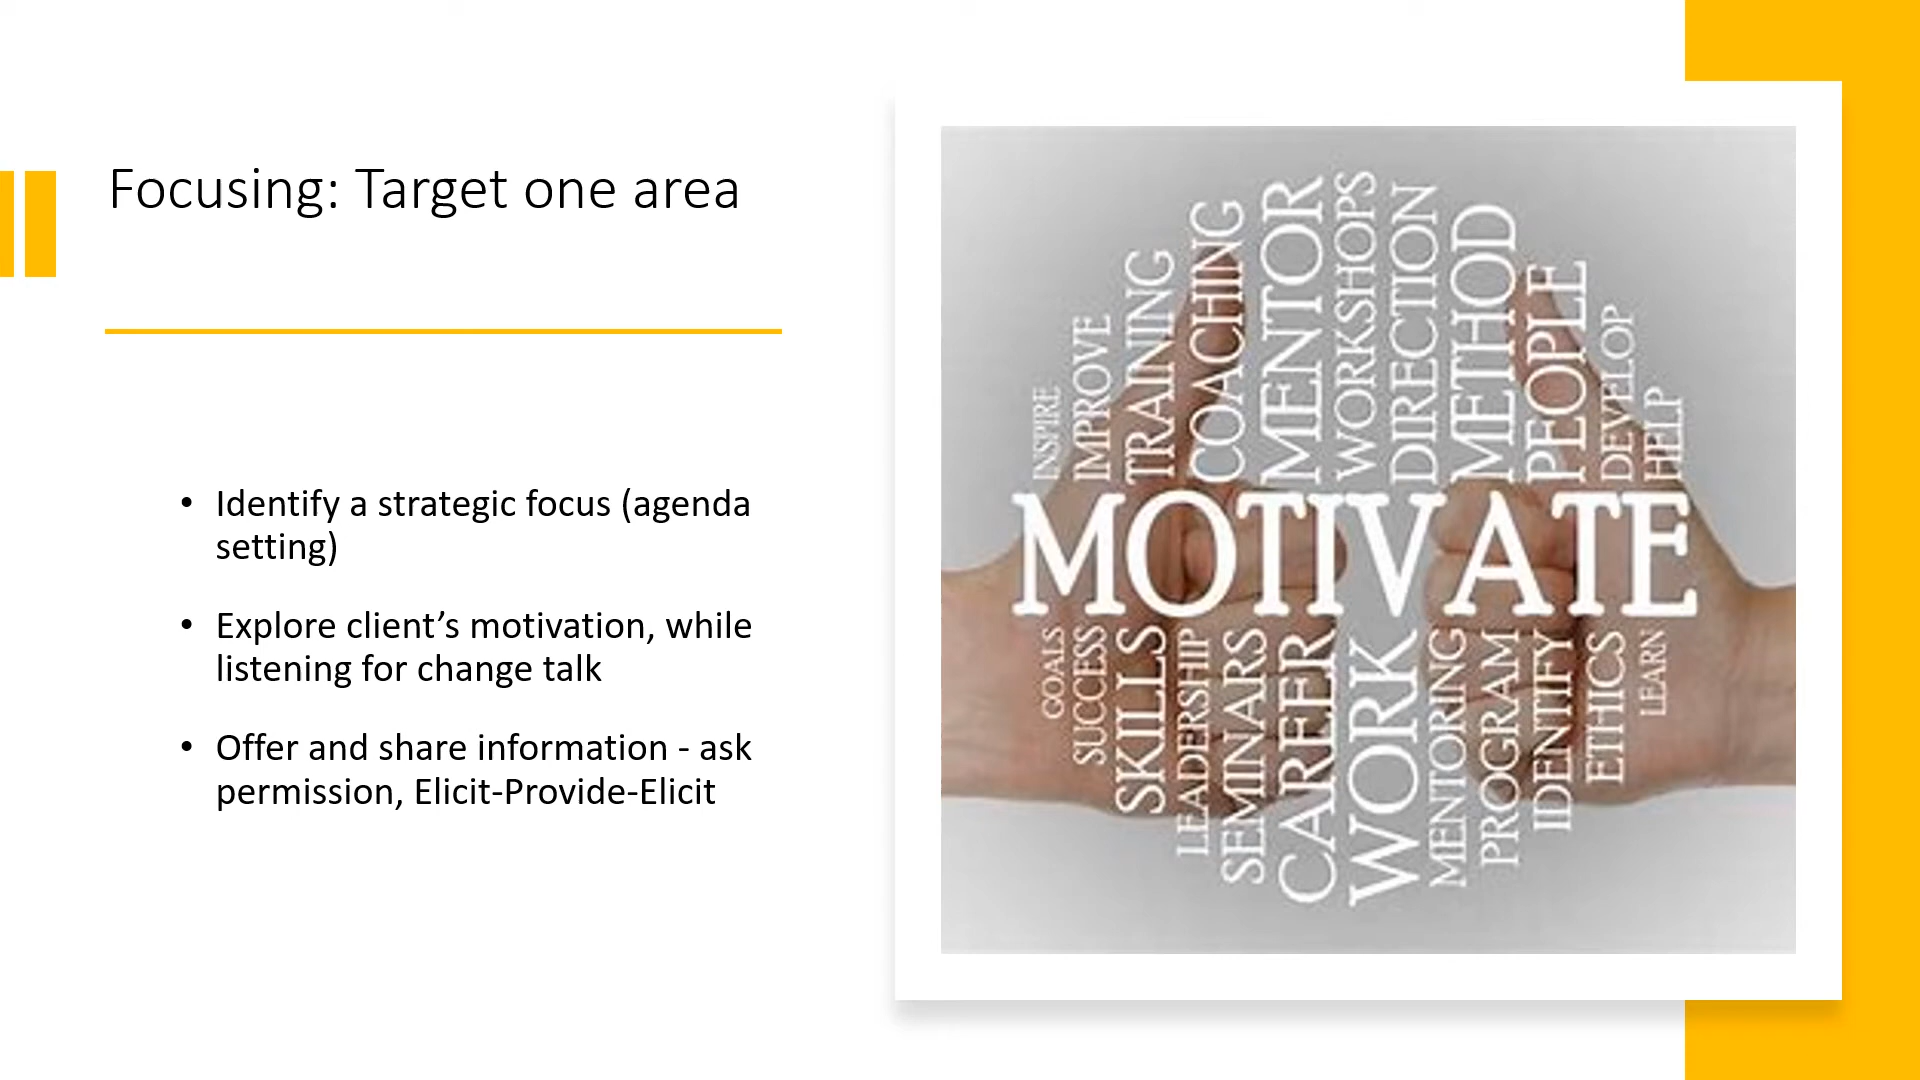 Focusing: Target one area
• Identify a strategic focus (agenda
setting)
• Explore client’s motivation, while
listening for change talk
• Offer and share information - ask
permission, Elicit-Provide-Elicit
INSPIRE
IMPROVE
TRAINING
COACHING
MENTOR
WORKSHOPS
DIRECTION
METHOD
PEOPLE
DEVELOP
HELP
MOTIVATE
GOALS
SUCCESS
SKILLS
LEADERSHIP
SEMINARS
CAREER
WORK
MENTORING
PROGRAM
IDENTIFY
ETHICS
LEARN